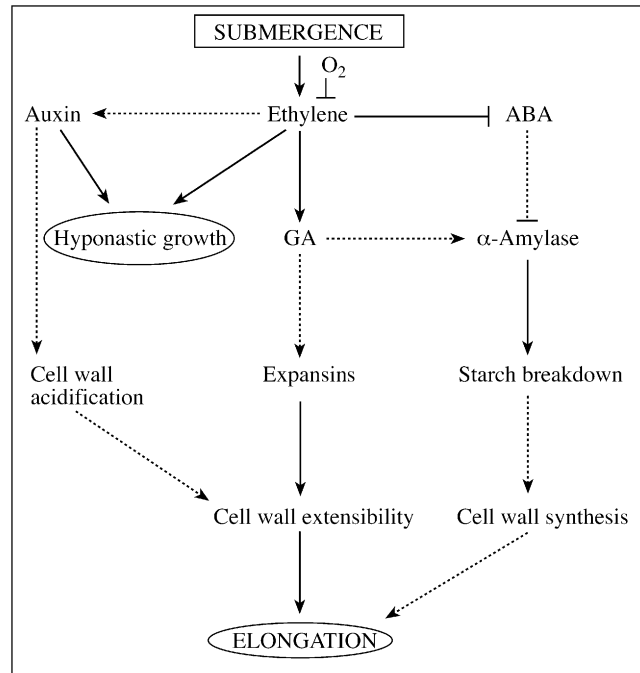 SUBMERGENCE
O2
Auxin
Ethylene
ABA
Hyponastic growth
GA
α-Amylase
Cell wall
acidification
Expansins
Starch breakdown
Cell wall extensibility
Cell wall synthesis
ELONGATION